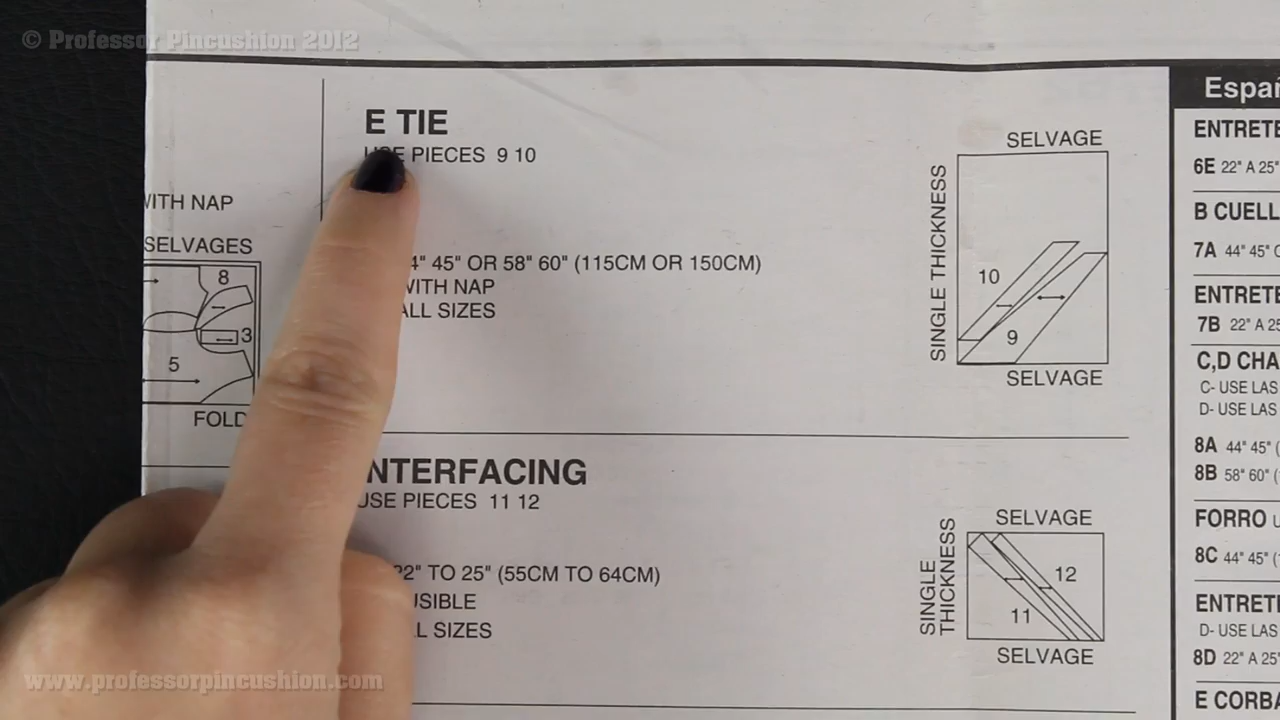 © Professor Pincushion 2012
E TIE
USE PIECES 9 10
WITH NAP
SELVAGES
8
3
5
FOLD
4" 45" OR 58" 60" (115CM OR 150CM)
WITH NAP
ALL SIZES
SELVAGE
SINGLE THICKNESS
10
9
SELVAGE
NTERFACING
USE PIECES 11 12
22" TO 25" (55CM TO 64CM)
USIBLE
L SIZES
SELVAGE
SINGLE
THICKNESS
12
11
SELVAGE
Españ
ENTRETE
6E 22" A 25"
B CUELL
7A 44" 45" O
ENTRETE
7B 22" A 25
C,D CHA
C- USE LAS
D- USE LAS
8A 44" 45" (
8B 58" 60" (
FORRO U
8C 44" 45" (
ENTRETE
D- USE LAS
8D 22" A 25"
E CORBA
www.professorpincushion.com